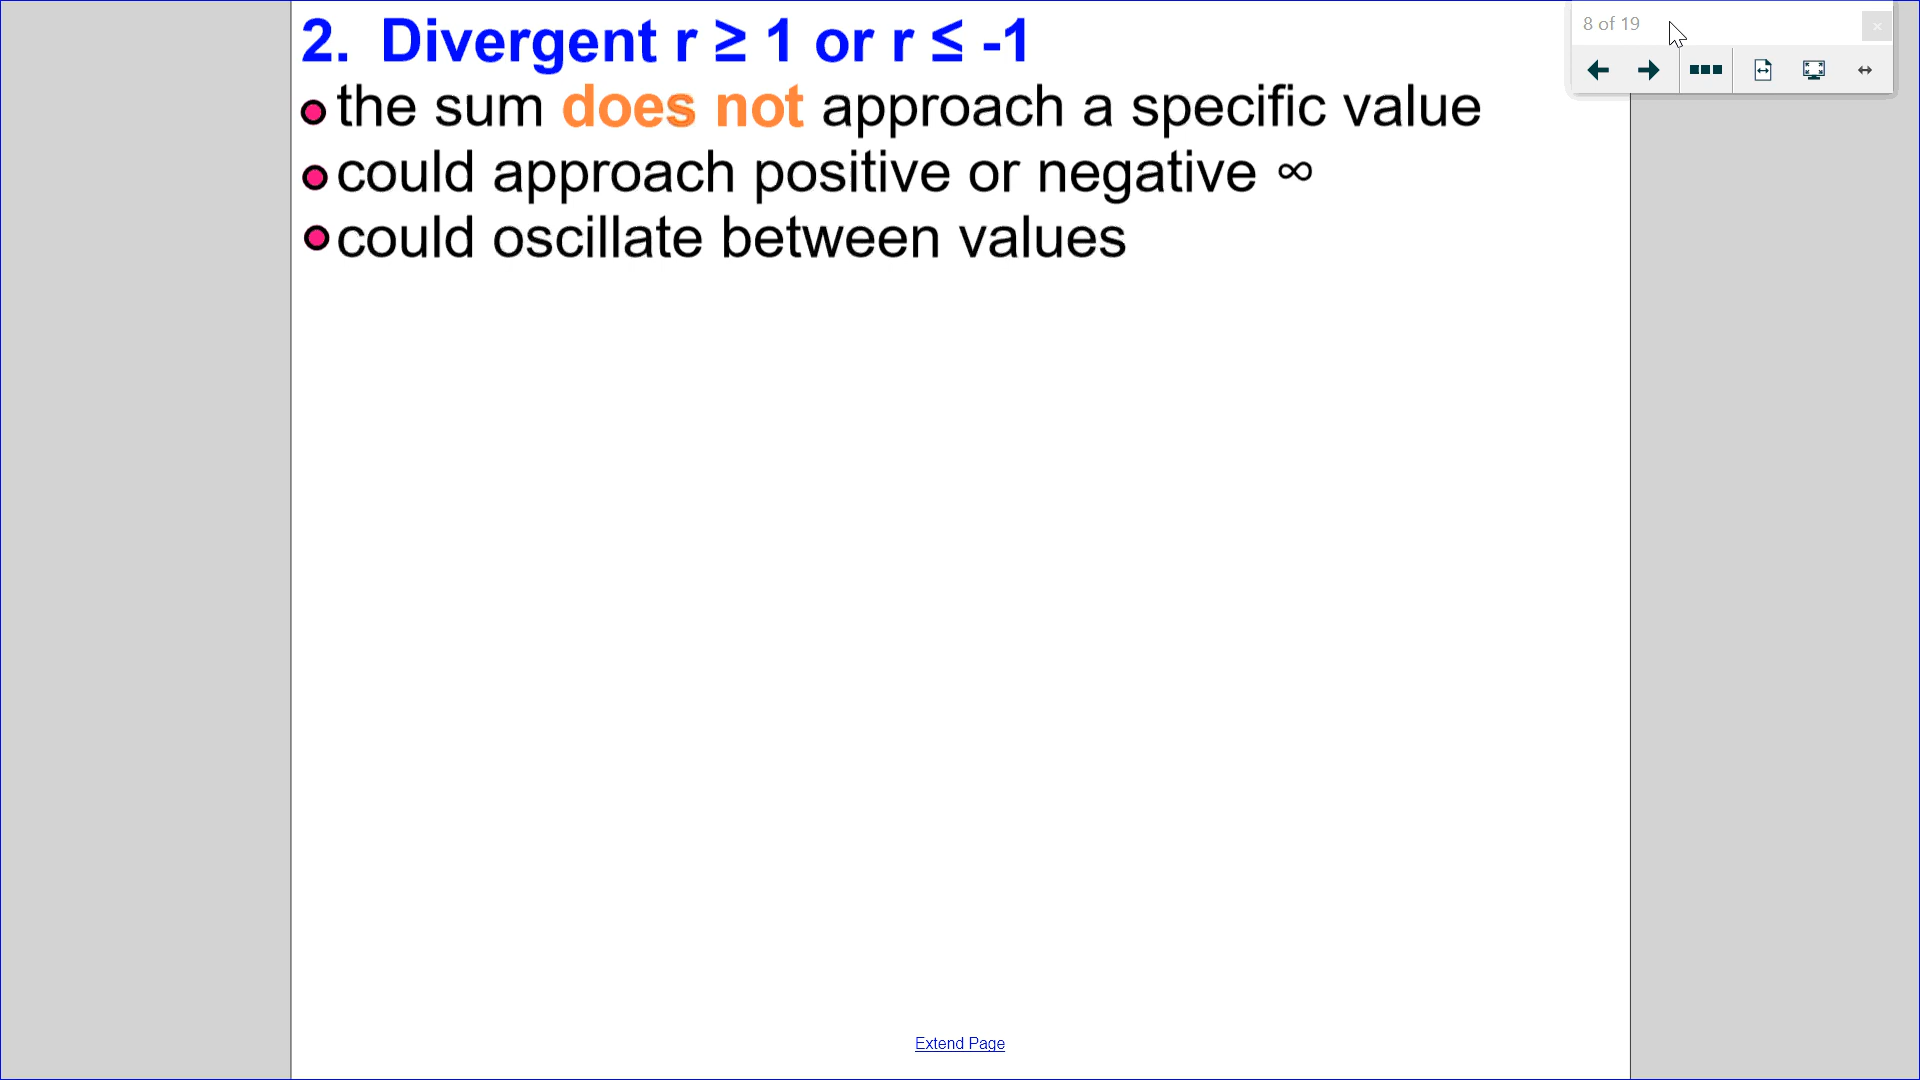 2. Divergent r ≥ 1 or r ≤ -1
the sum does not approach a specific value
could approach positive or negative ∞
could oscillate between values
8 of 19
Extend Page